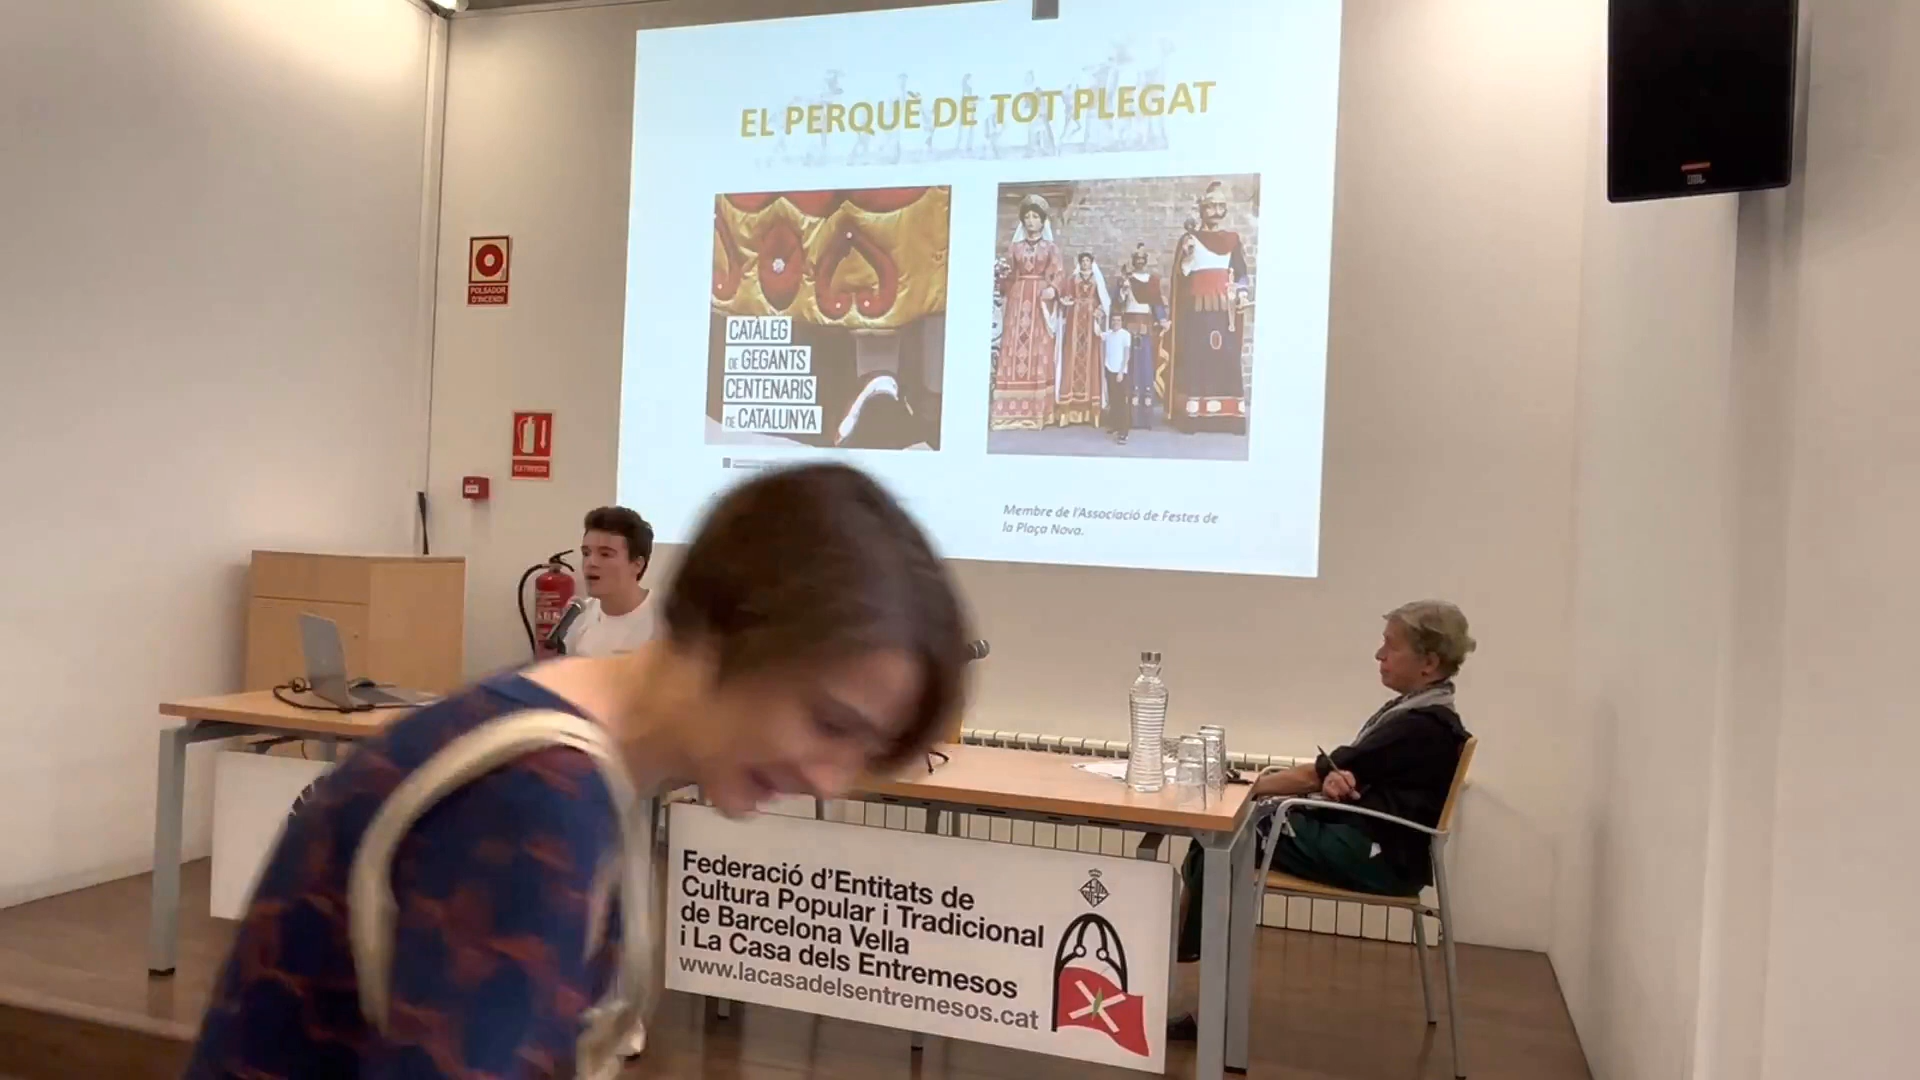 EL PERQUÈ DE TOT PLEGAT
CATÀLEG
DE GEGANTS
CENTENARIS
DE CATALUNYA
Membre de l'Associació de Festes de
la Plaça Nova.
POLSADOR
D'INCENDI
EXTINTOR
Federació d'Entitats de
Cultura Popular i Tradicional
de Barcelona Vella
i La Casa dels Entremesos
www.lacasadelsentremesos.cat
JBL